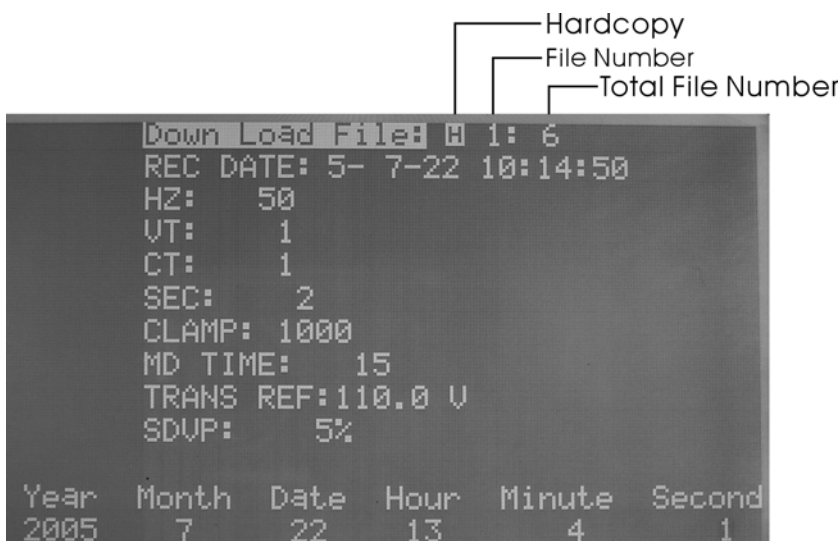 Hardcopy
File Number
Total File Number
Down Load File: H 1: 6
REC DATE: 5- 7-22 10:14:50
HZ: 50
VT: 1
CT: 1
SEC: 2
CLAMP: 1000
MD TIME: 15
TRANS REF:110.0 V
SDVP: 5%
Year Month Date Hour Minute Second
2005 7 22 13 4 1